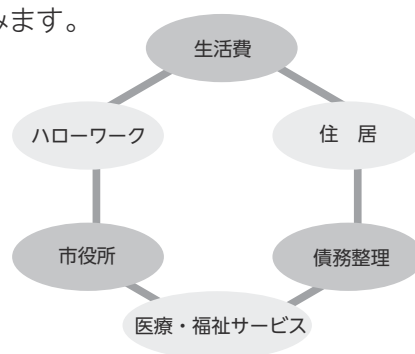 みます。
生活費
ハローワーク
住 居
市役所
債務整理
医療・福祉サービス